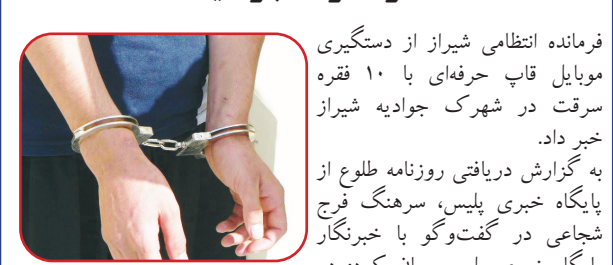 فرمانده انتظامی شیراز از دستگیری
موبایل قاپ حرفه‌ای با ۱۰ فقره
سرقت در شهرک جوادیه شیراز
خبر داد.
به گزارش دریافتی روزنامه طلوع از
پایگاه خبری پلیس، سرهنگ فرج
شجاعی در گفت‌وگو با خبرنگار